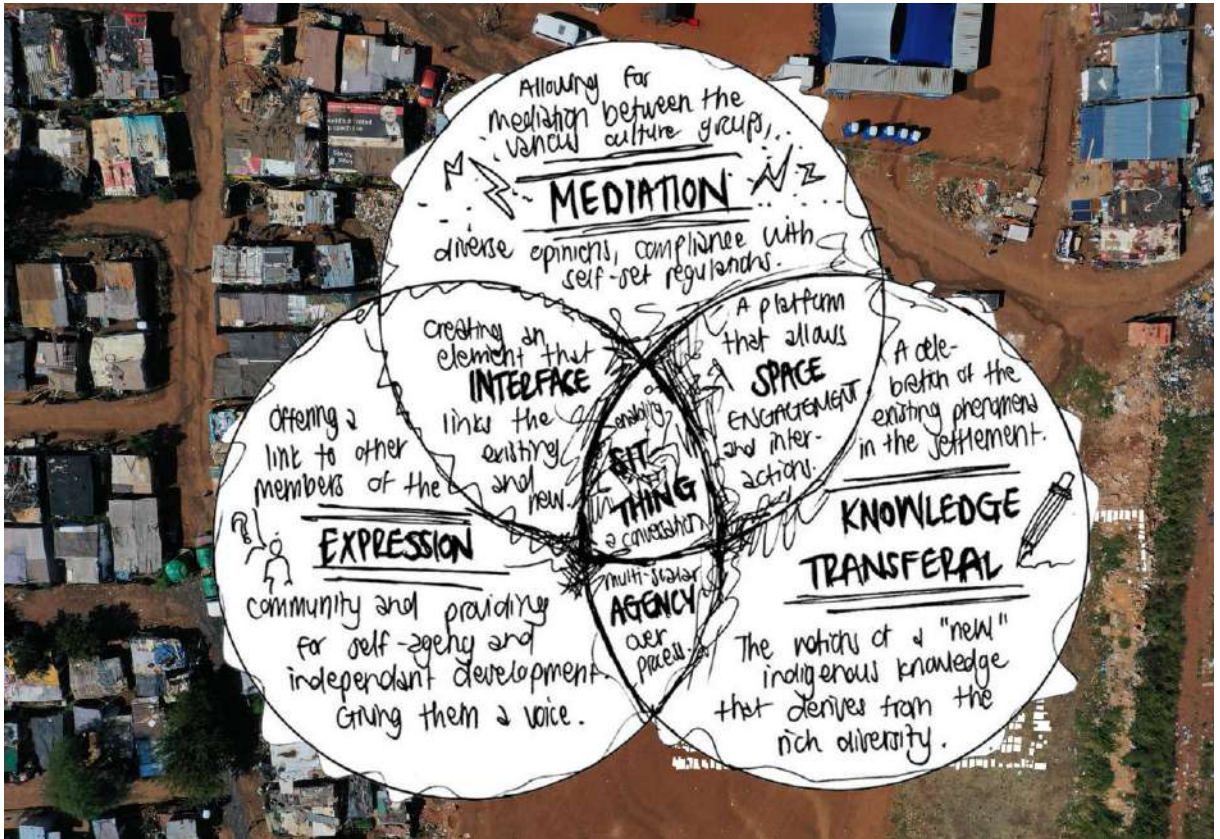 Allowing for
mediation between the
various culture groups,
MEDIATION
diverse opinions, compliance with
self-set regulations.
Creating an
element that
INTERFACE
links the
existing
and
new.
A platform
that allows
SPACE
ENGAGEMENT
and inter-
actions.
enabling
SIT-
THING
a conversation
multi-scalar
AGENCY
over
process
Offering a
link to other
members of the
EXPRESSION
community and providing
for self-agency and
independant development.
Giving them a voice.
A cele-
bration of the
existing phenomena
in the settlement.
KNOWLEDGE
TRANSFERAL
The notions of a "new"
indigenous knowledge
that derives from the
rich diversity.